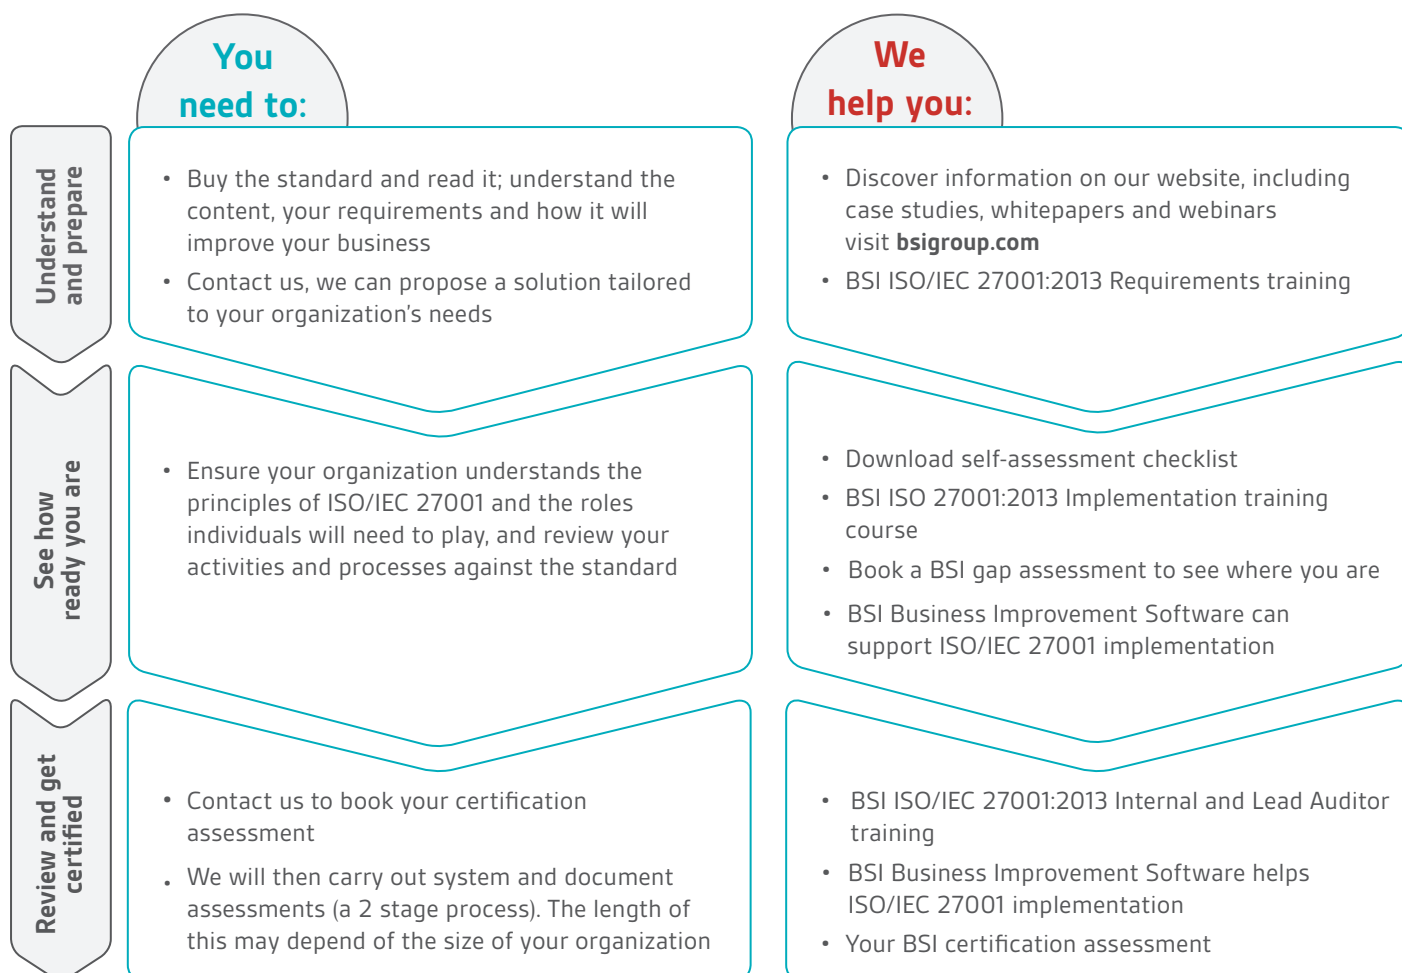 You
need to:
We
help you:
Understand
and prepare
• Buy the standard and read it; understand the
content, your requirements and how it will
improve your business
• Contact us, we can propose a solution tailored
to your organization's needs
• Discover information on our website, including
case studies, whitepapers and webinars
visit bsigroup.com
• BSI ISO/IEC 27001:2013 Requirements training
See how
ready you are
• Ensure your organization understands the
principles of ISO/IEC 27001 and the roles
individuals will need to play, and review your
activities and processes against the standard
• Download self-assessment checklist
• BSI ISO 27001:2013 Implementation training
course
• Book a BSI gap assessment to see where you are
• BSI Business Improvement Software can
support ISO/IEC 27001 implementation
Review and get
certified
• Contact us to book your certification
assessment
• We will then carry out system and document
assessments (a 2 stage process). The length of
this may depend of the size of your organization
• BSI ISO/IEC 27001:2013 Internal and Lead Auditor
training
• BSI Business Improvement Software helps
ISO/IEC 27001 implementation
• Your BSI certification assessment